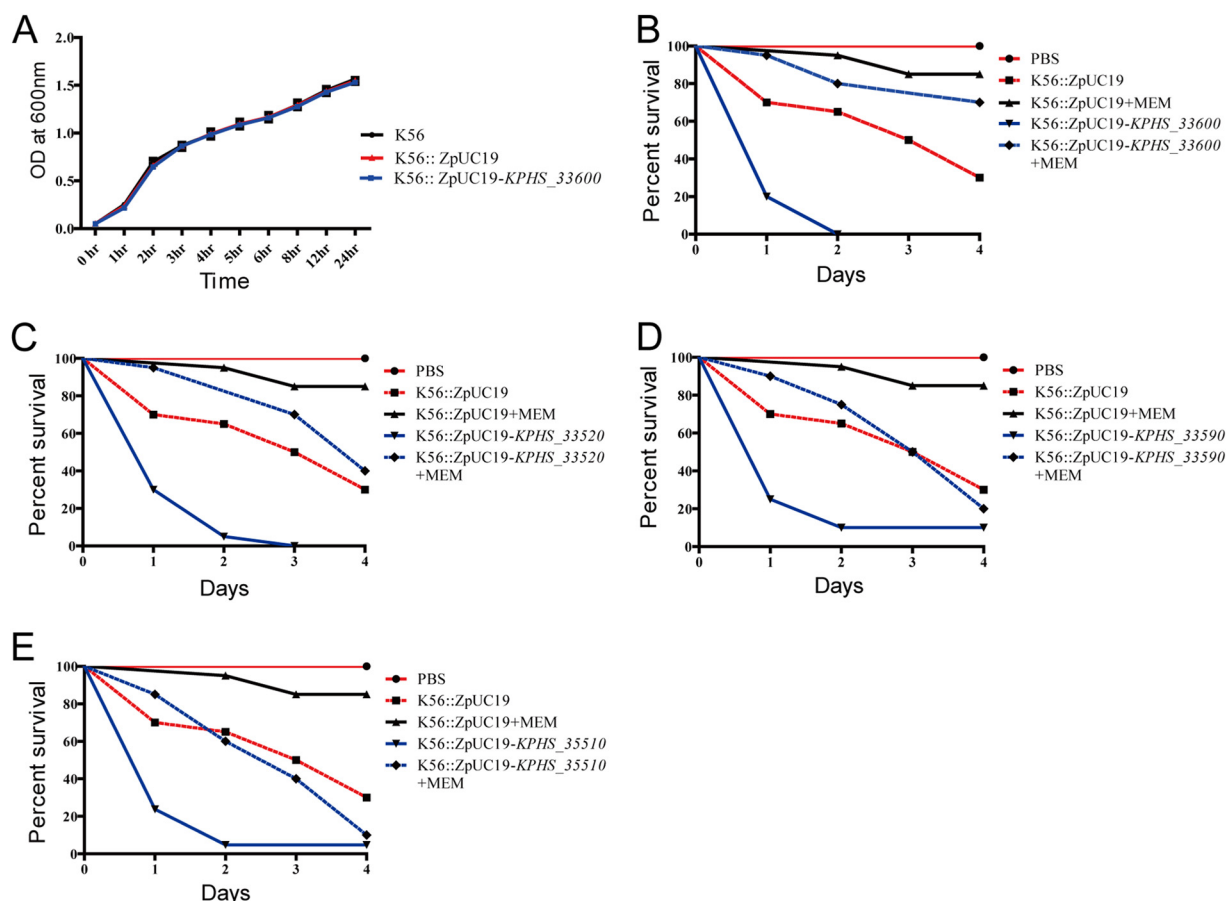 A
OD at 600nm
2.0
1.5
1.0
0.5
0.0
0 hr
1hr
2hr
3hr
4hr
5hr
6hr
8hr
12hr
24hr
Time
K56
K56:: ZpUC19
K56:: ZpUC19-KPHS_33600
B
Percent survival
100
80
60
40
20
0
0
1
2
3
4
Days
PBS
K56::ZpUC19
K56::ZpUC19+MEM
K56::ZpUC19-KPHS_33600
K56::ZpUC19-KPHS_33600
+MEM
C
Percent survival
100
80
60
40
20
0
0
1
2
3
4
Days
PBS
K56::ZpUC19
K56::ZpUC19+MEM
K56::ZpUC19-KPHS_33520
K56::ZpUC19-KPHS_33520
+MEM
D
Percent survival
100
80
60
40
20
0
0
1
2
3
4
Days
PBS
K56::ZpUC19
K56::ZpUC19+MEM
K56::ZpUC19-KPHS_33590
K56::ZpUC19-KPHS_33590
+MEM
E
Percent survival
100
80
60
40
20
0
0
1
2
3
4
Days
PBS
K56::ZpUC19
K56::ZpUC19+MEM
K56::ZpUC19-KPHS_35510
K56::ZpUC19-KPHS_35510
+MEM